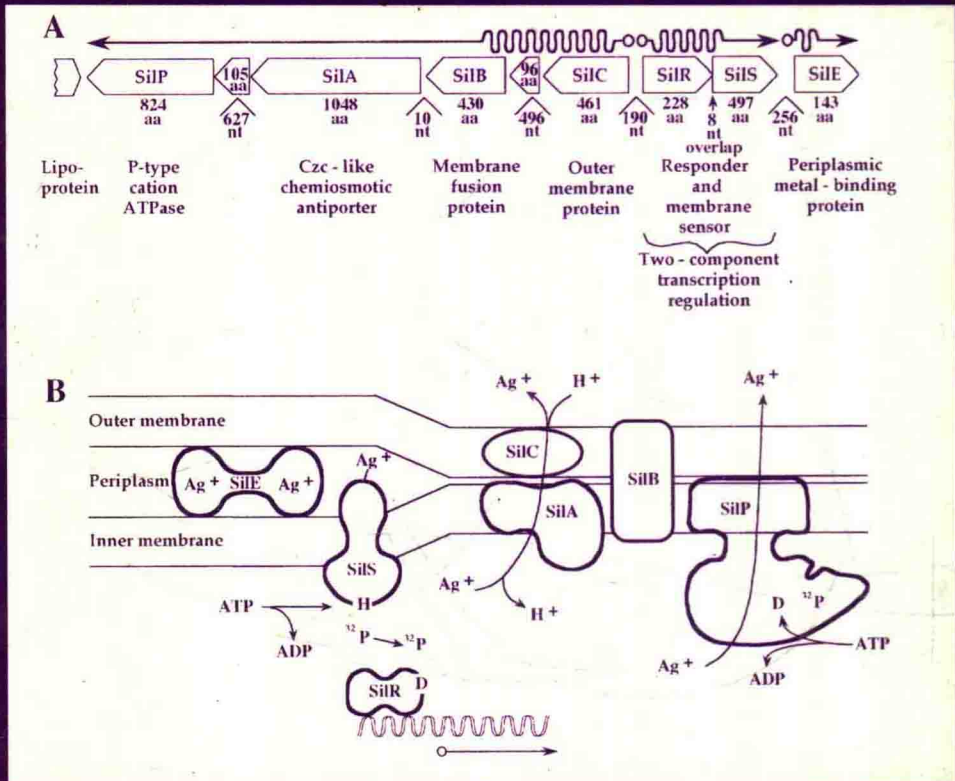 A
SilP
105
aa
SilA
SilB
96
aa
SilC
SilR
SilS
SilE
824
aa
627
nt
1048
aa
10
nt
430
aa
496
nt
461
aa
190
nt
228
aa
8
nt
overlap
497
aa
256
nt
143
aa
Lipo-
protein
P-type
cation
ATPase
Czc - like
chemiosmotic
antiporter
Membrane
fusion
protein
Outer
membrane
protein
Responder
and
membrane
sensor
Periplasmic
metal - binding
protein
Two - component
transcription
regulation
B
Outer membrane
Periplasm
Inner membrane
Ag +
SilE
Ag +
Ag +
SilS
H
ATP
ADP
32P
32P
SilR
D
Ag +
H +
SilC
SilA
Ag +
H +
SilB
Ag +
SilP
D
32P
ATP
ADP
Ag +